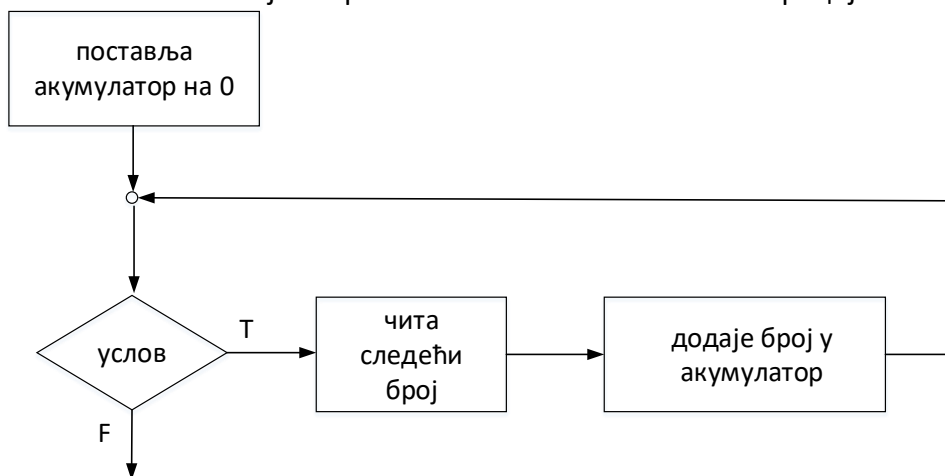 поставља
акумулатор на 0
услов
T
чита
следећи
број
додаје број у
акумулатор
F